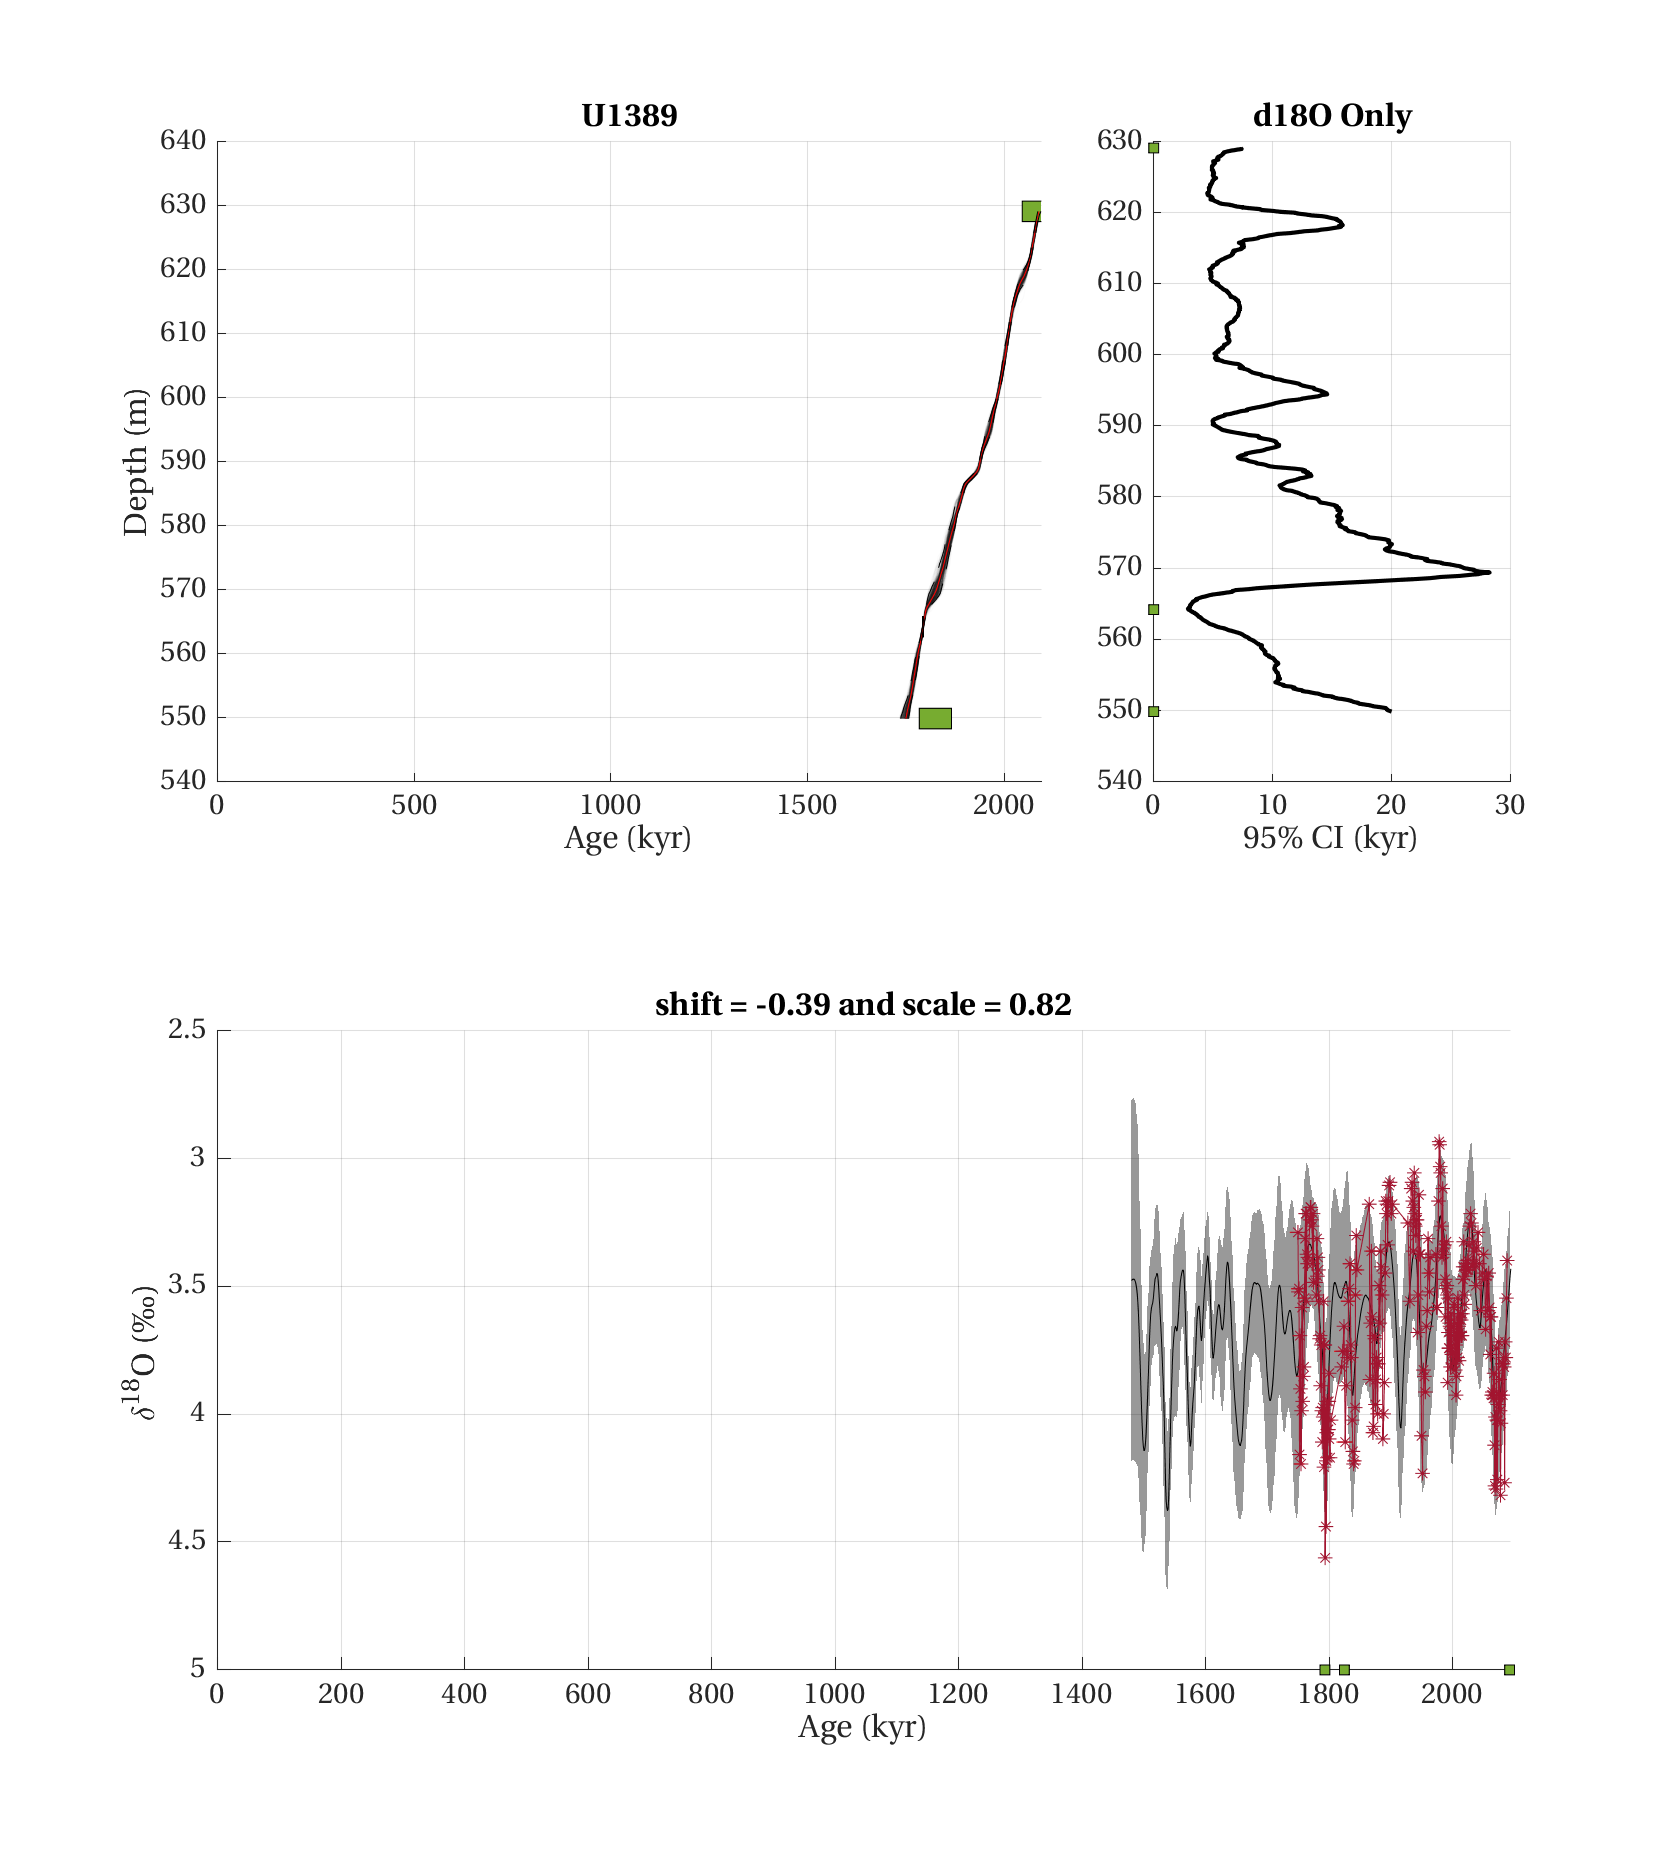 U1389
640
630
620
610
600
590
580
570
560
550
540
Depth (m)
0 500 1000 1500 2000
Age (kyr)
d18O Only
630
620
610
600
590
580
570
560
550
540
0 10 20 30
95% CI (kyr)
shift = -0.39 and scale = 0.82
2.5
3
3.5
4
4.5
5
δ18O (‰)
0 200 400 600 800 1000 1200 1400 1600 1800 2000
Age (kyr)